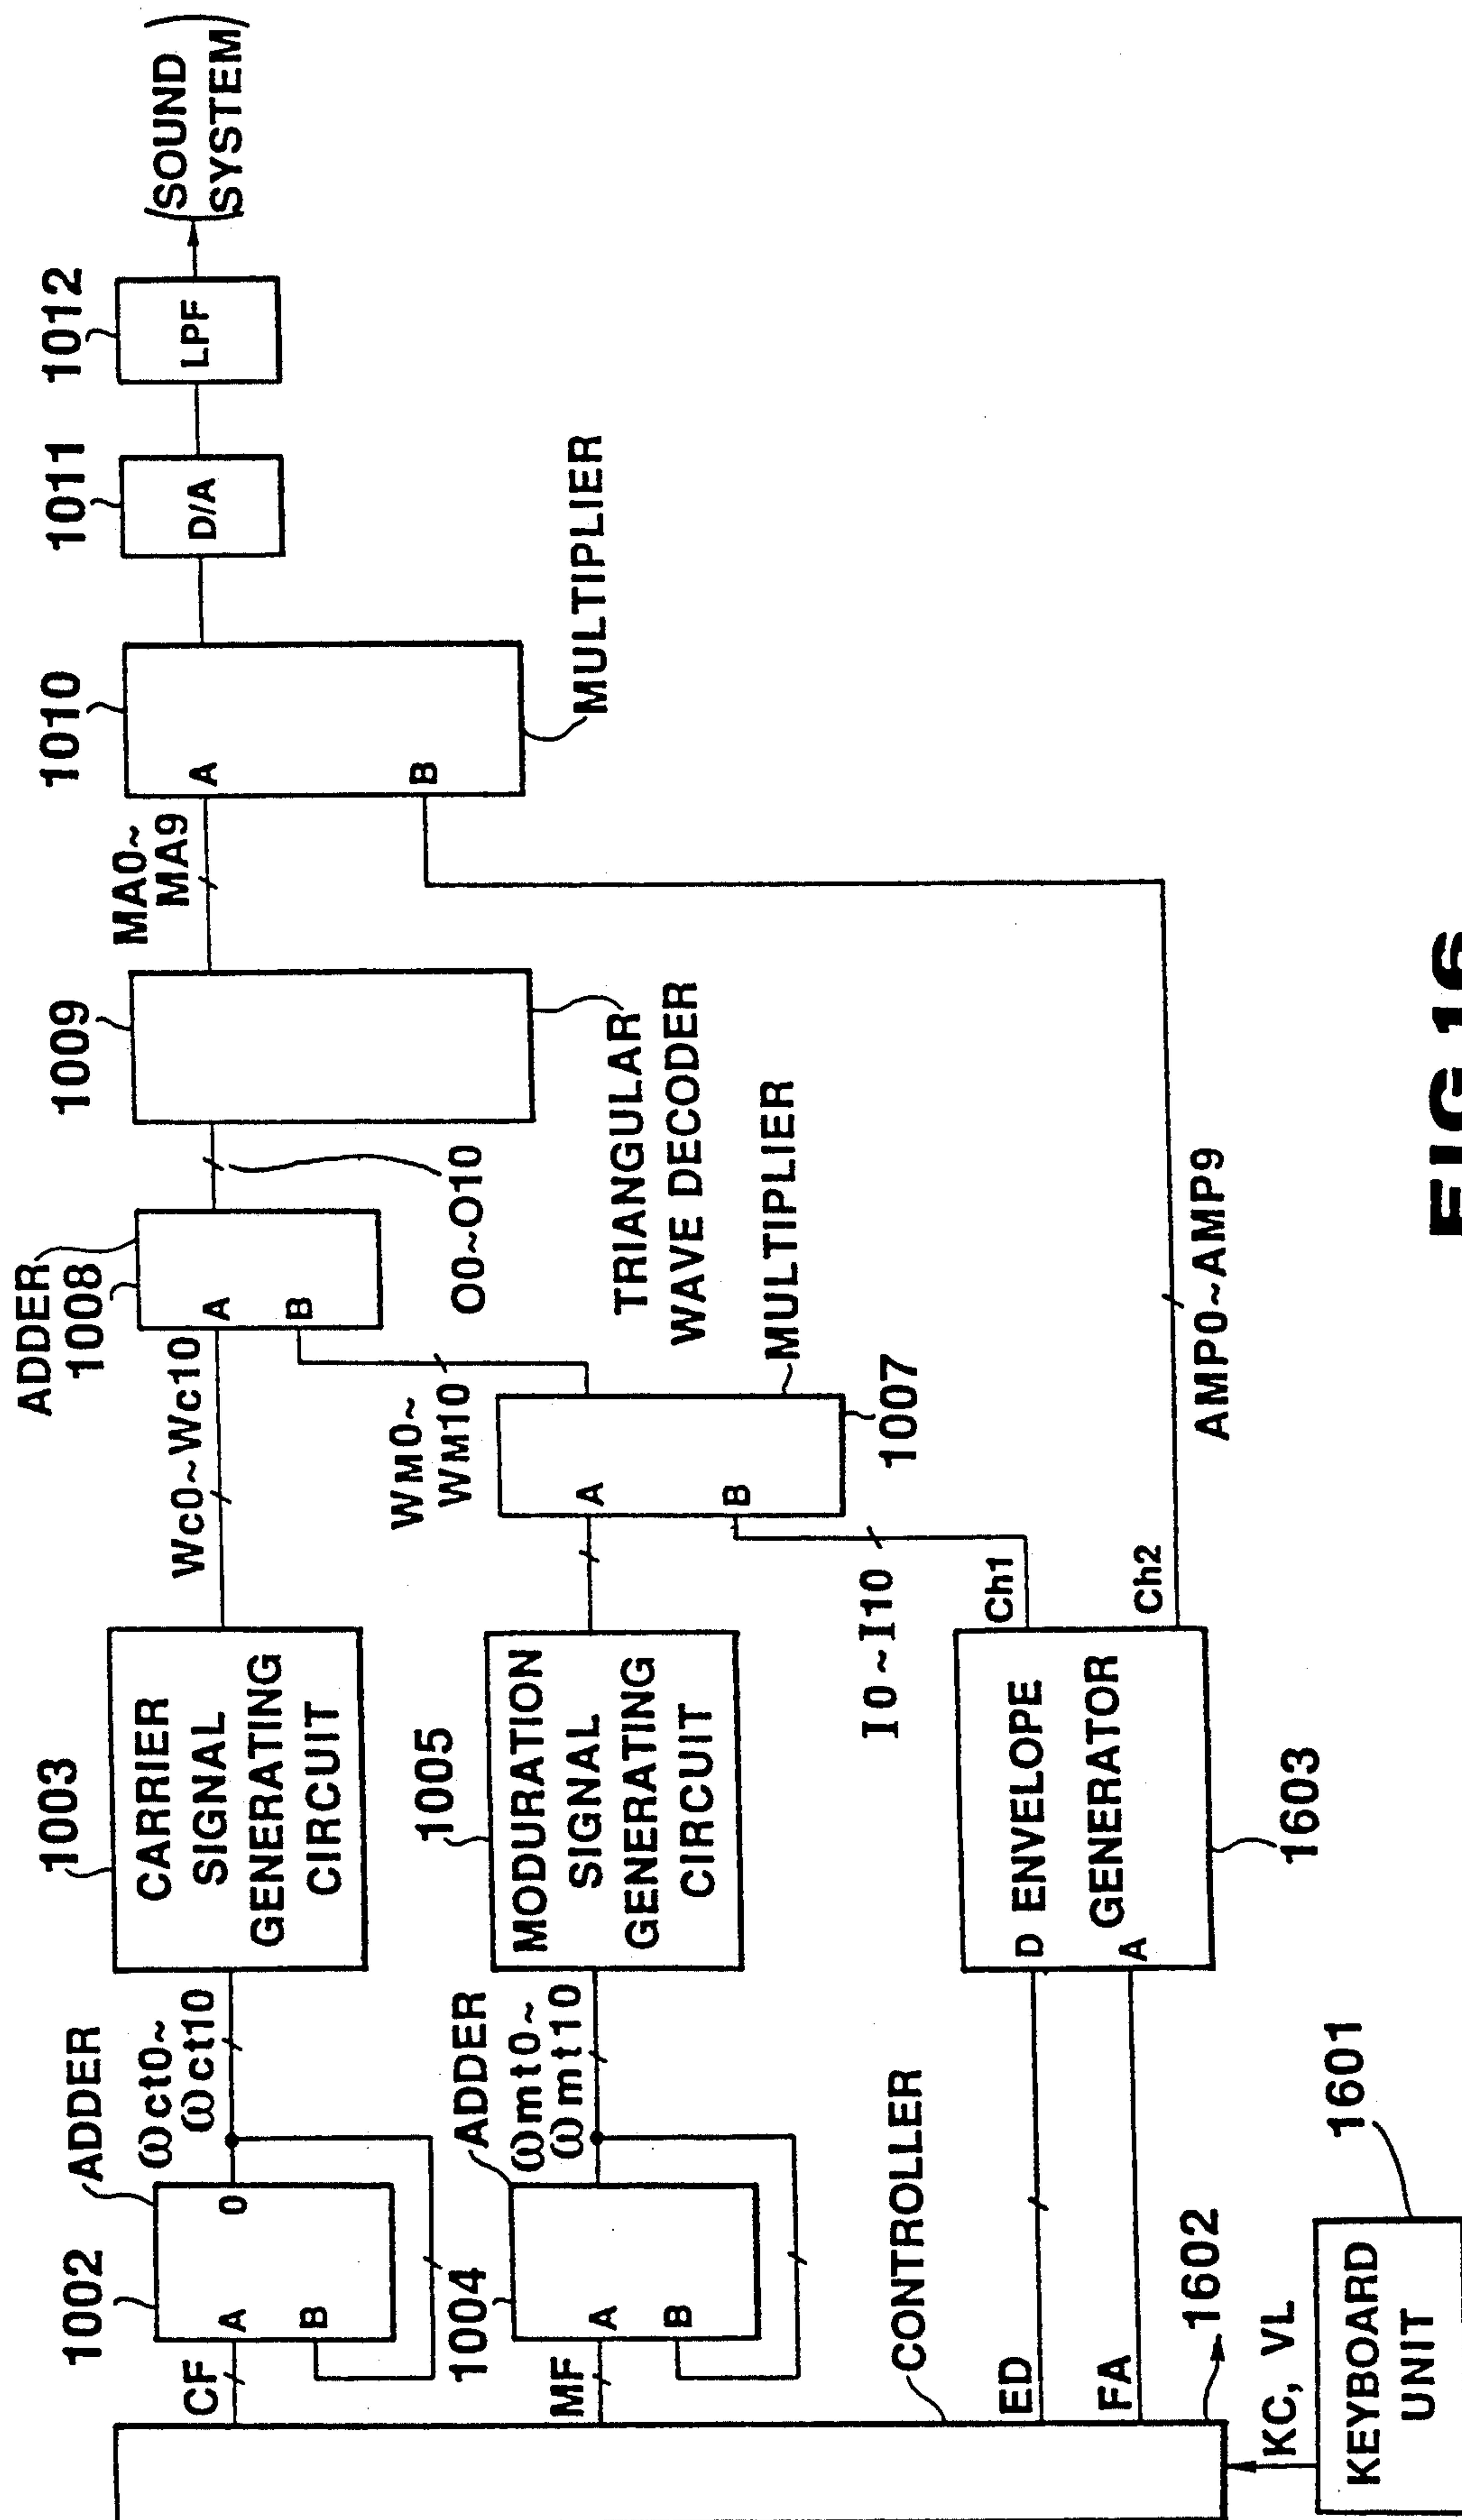 CONTROLLER
1602
KC, VL
KEYBOARD
UNIT
1601
CF
1002
ADDER
A
B
O
ωct0~
ωct10
1003
CARRIER
SIGNAL
GENERATING
CIRCUIT
Wc0~Wc10
MF
1004
ADDER
A
B
ωmt0~
ωmt10
1005
MODURATION
SIGNAL
GENERATING
CIRCUIT
WM0~
WM10
ED
FA
D ENVELOPE
A GENERATOR
1603
Ch1
Ch2
I0~I10
AMP0~AMP9
A
B
1007
MULTIPLIER
ADDER
1008
A
B
O0~O10
1009
TRIANGULAR
WAVE DECODER
MA0~
MA9
1010
A
B
MULTIPLIER
1011
D/A
1012
LPF
(SOUND
SYSTEM)
FIG.16